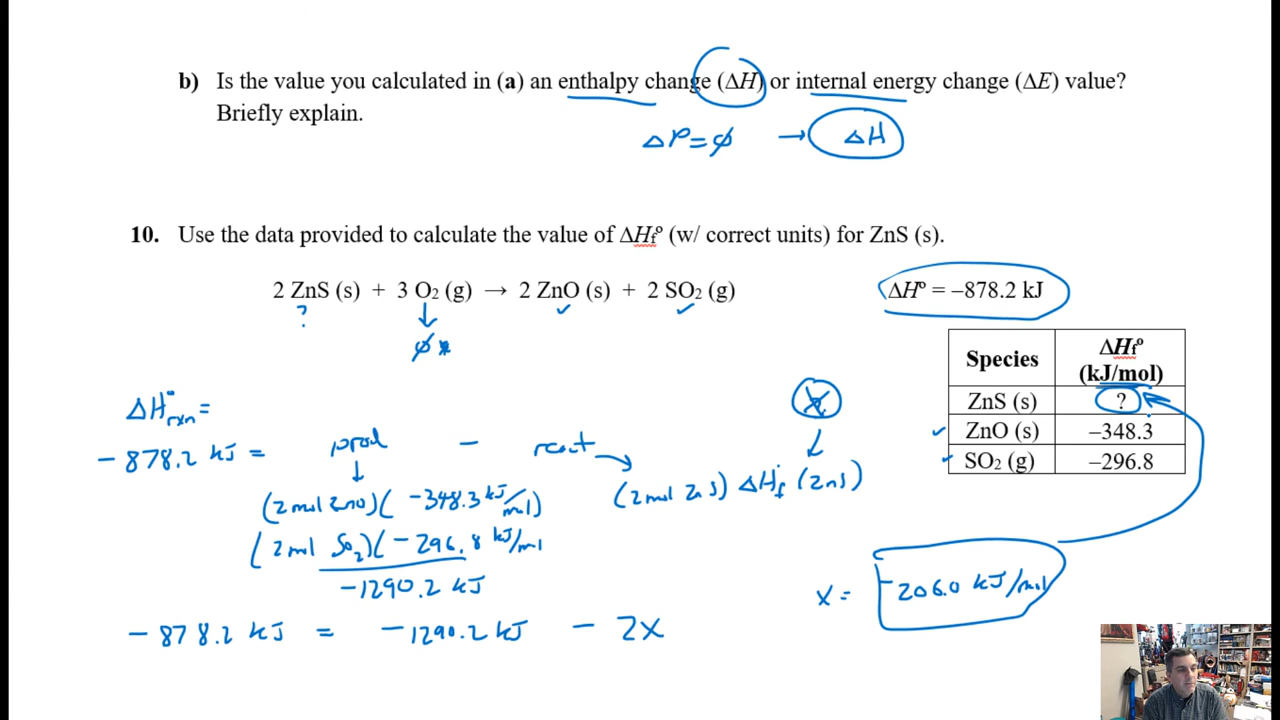 b) Is the value you calculated in (a) an enthalpy change (ΔH) or internal energy change (ΔE) value?
Briefly explain.
ΔP=∅ → ΔH
10. Use the data provided to calculate the value of ΔHf° (w/ correct units) for ZnS (s).
2 ZnS (s) + 3 O₂ (g) → 2 ZnO (s) + 2 SO₂ (g) ΔH° = –878.2 kJ
? ↓ ✓ ✓
∅ *
Species ΔHf° (kJ/mol)
ZnS (s) ?
ZnO (s) –348.3
SO₂ (g) –296.8
ΔH°rxn =
-878.2 kJ = prod - react
x
(2 mol ZnO)(-348.3 kJ/mol) (2 mol ZnS) ΔH°f (ZnS)
(2 mol SO₂)(-296.8 kJ/mol
-1290.2 kJ
x = -206.0 kJ/mol
-878.2 kJ = -1290.2 kJ - 2x